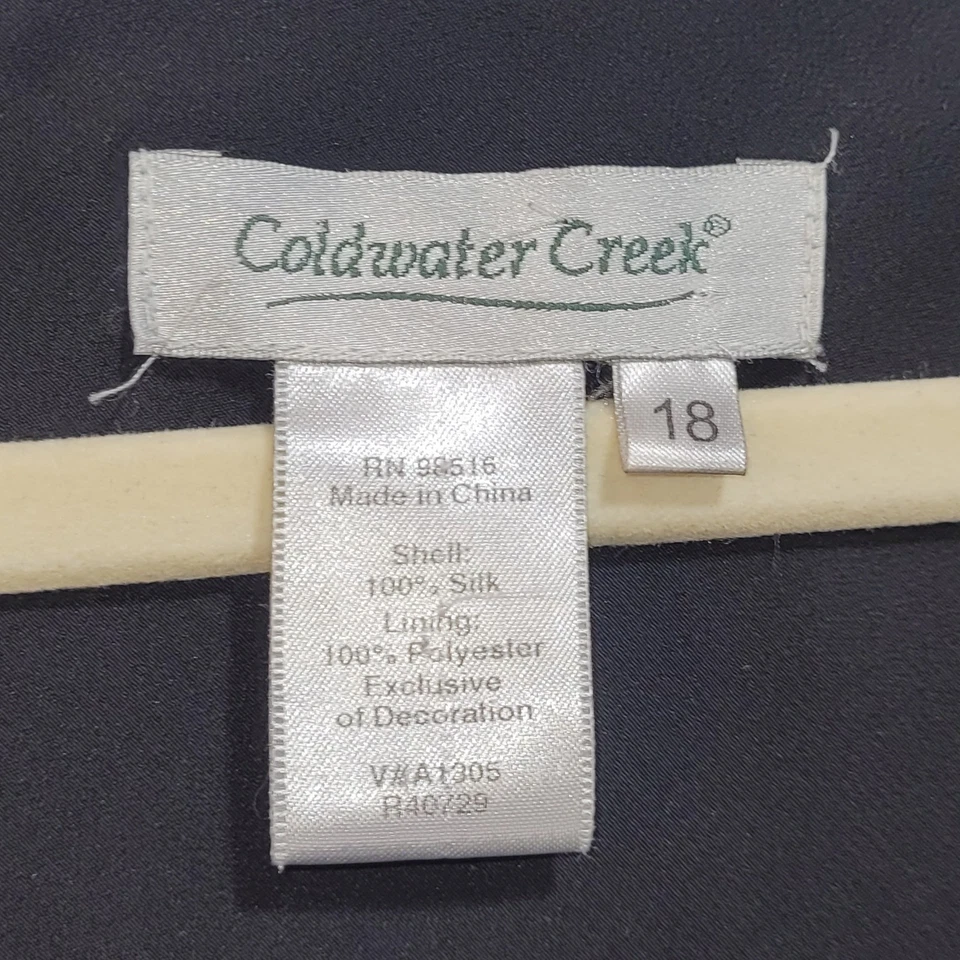 Coldwater Creek®
18
RN 98516
Made in China
Shell:
100% Silk
Lining:
100% Polyester
Exclusive
of Decoration
V#A1305
R40729